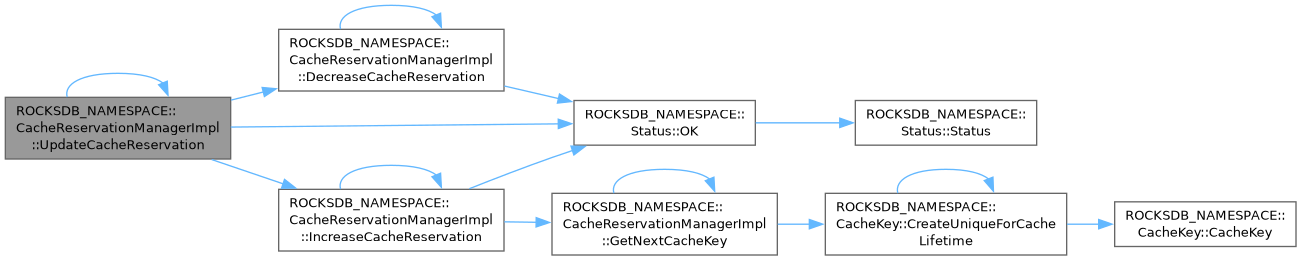 ROCKSDB_NAMESPACE::
CacheReservationManagerImpl
::UpdateCacheReservation
ROCKSDB_NAMESPACE::
CacheReservationManagerImpl
::DecreaseCacheReservation
ROCKSDB_NAMESPACE::
Status::OK
ROCKSDB_NAMESPACE::
Status::Status
ROCKSDB_NAMESPACE::
CacheReservationManagerImpl
::IncreaseCacheReservation
ROCKSDB_NAMESPACE::
CacheReservationManagerImpl
::GetNextCacheKey
ROCKSDB_NAMESPACE::
CacheKey::CreateUniqueForCache
Lifetime
ROCKSDB_NAMESPACE::
CacheKey::CacheKey